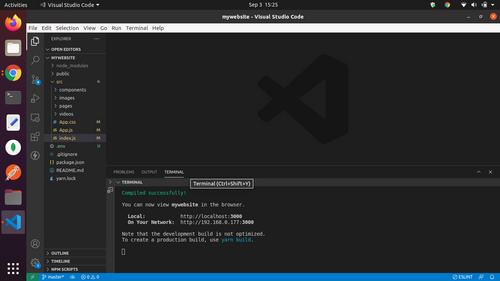 Activities
Visual Studio Code
Sep 3 15:25
mywebsite - Visual Studio Code
File Edit Selection View Go Run Terminal Help
EXPLORER
OPEN EDITORS
MYWEBSITE
node_modules
public
src
components
images
pages
videos
App.css M
App.js M
index.js M
.env U
.gitignore
package.json
README.md
yarn.lock
OUTLINE
TIMELINE
NPM SCRIPTS
PROBLEMS OUTPUT TERMINAL
TERMINAL
Terminal (Ctrl+Shift+Y)
Compiled successfully!
You can now view mywebsite in the browser.
Local: http://localhost:3000
On Your Network: http://192.168.0.177:3000
Note that the development build is not optimized.
To create a production build, use yarn build.
master* 0 0 ESLINT